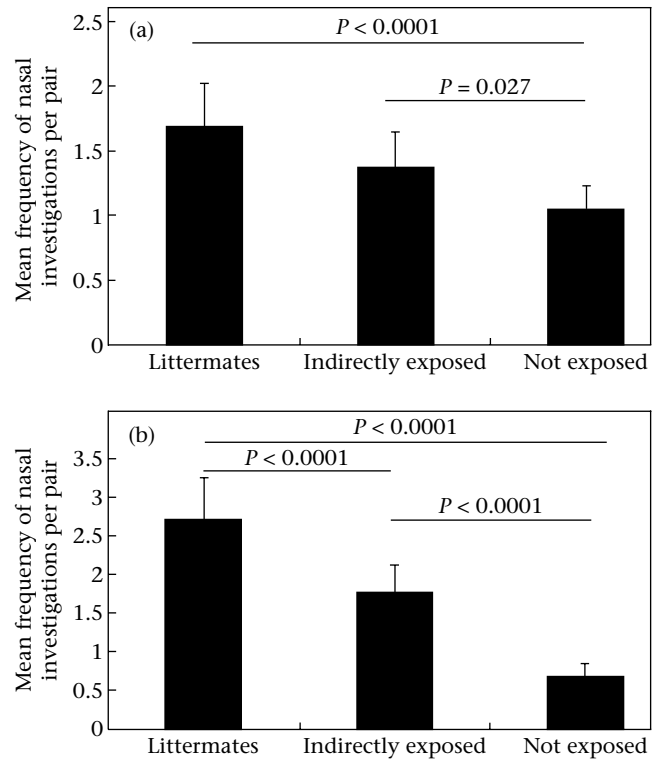 2.5
(a)
P < 0.0001
2
P = 0.027
1.5
1
0.5
0
Mean frequency of nasal
investigations per pair
Littermates Indirectly exposed Not exposed
(b)
P < 0.0001
3.5
P < 0.0001
3
P < 0.0001
2.5
2
1.5
1
0.5
0
Mean frequency of nasal
investigations per pair
Littermates Indirectly exposed Not exposed